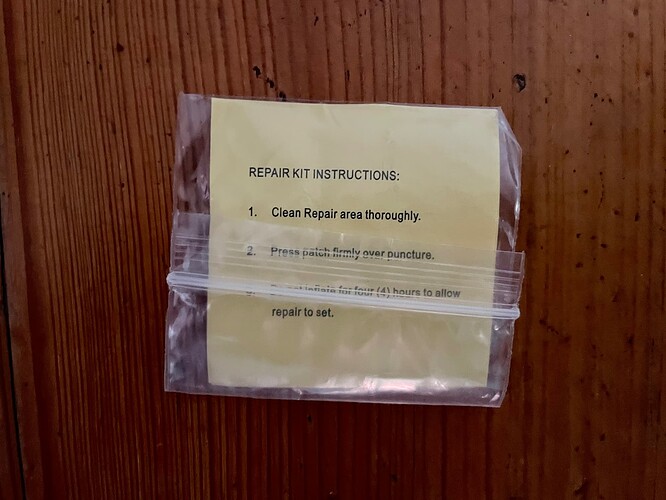 REPAIR KIT INSTRUCTIONS:
1. Clean Repair area thoroughly.
2. Press patch firmly over puncture.
inflate for four (4) hours to allow
repair to set.